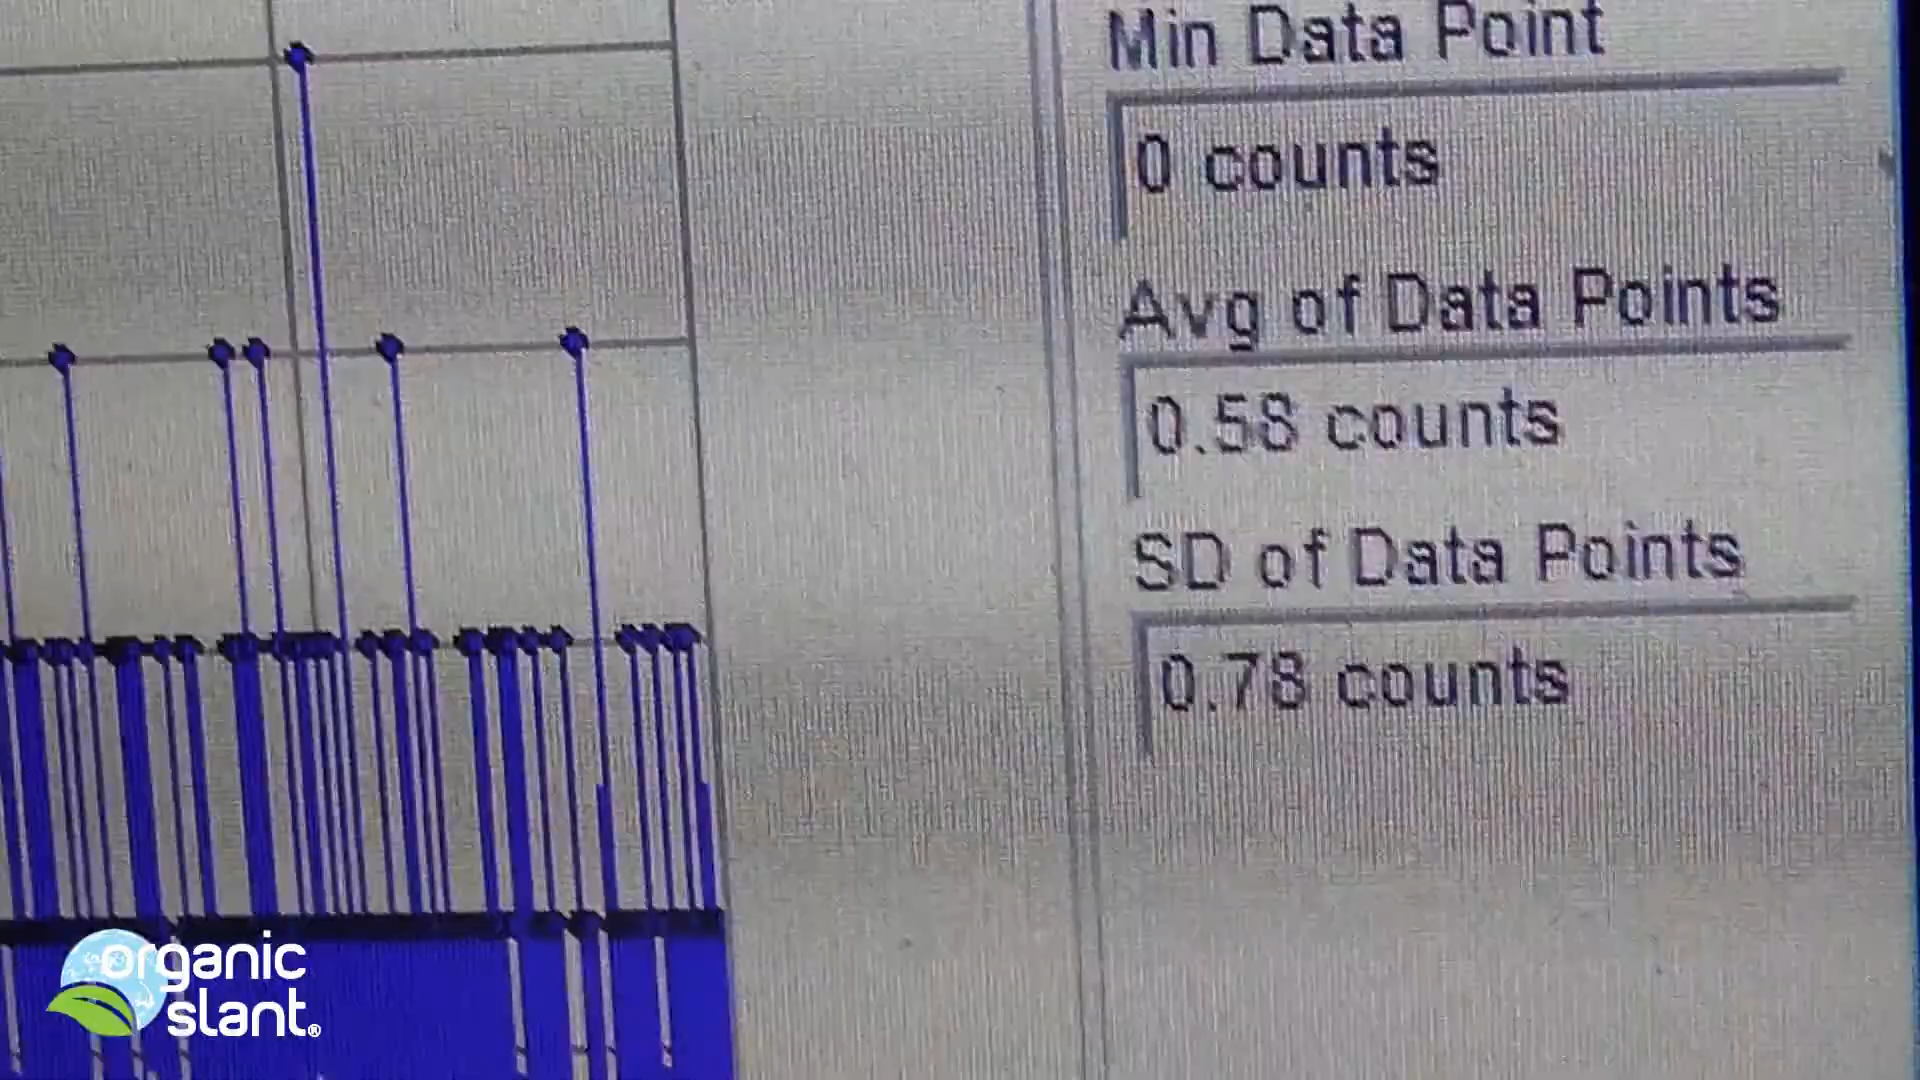 Min Data Point
0 counts
Avg of Data Points
0.58 counts
SD of Data Points
0.78 counts
organic
slant®